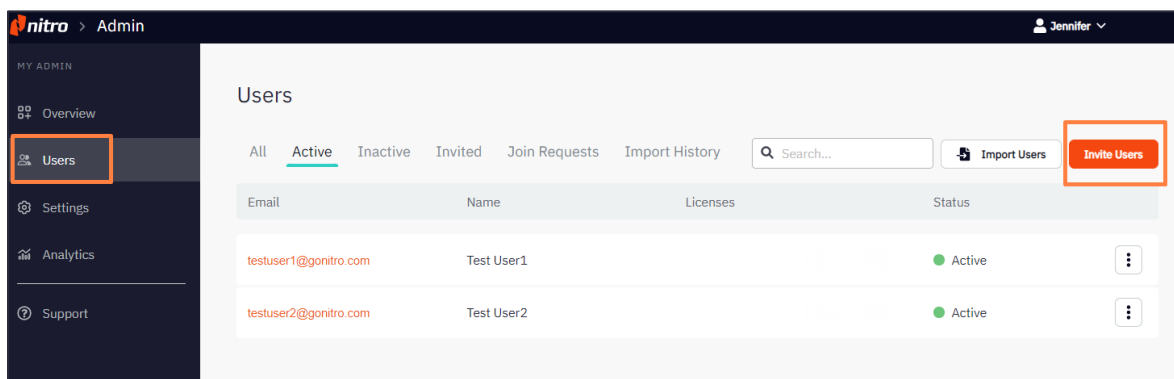 nitro > Admin
Jennifer
MY ADMIN
Overview
Users
Settings
Analytics
Support
Users
All Active Inactive Invited Join Requests Import History
Search...
Import Users
Invite Users
Email Name Licenses Status
testuser1@gonitro.com Test User1 Active
testuser2@gonitro.com Test User2 Active